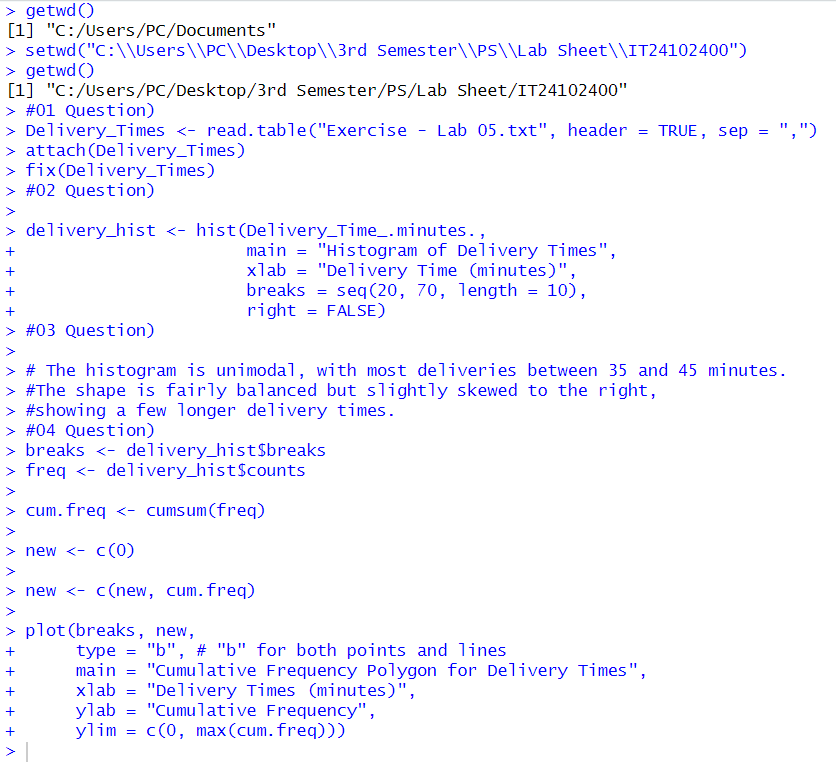 > getwd()
[1] "C:/Users/PC/Documents"
> setwd("C:\\Users\\PC\\Desktop\\3rd Semester\\PS\\Lab Sheet\\IT24102400")
> getwd()
[1] "C:/Users/PC/Desktop/3rd Semester/PS/Lab Sheet/IT24102400"
> #01 Question)
> Delivery_Times <- read.table("Exercise - Lab 05.txt", header = TRUE, sep = ",")
> attach(Delivery_Times)
> fix(Delivery_Times)
> #02 Question)
>
> delivery_hist <- hist(Delivery_Time_.minutes.,
+                       main = "Histogram of Delivery Times",
+                       xlab = "Delivery Time (minutes)",
+                       breaks = seq(20, 70, length = 10),
+                       right = FALSE)
> #03 Question)
>
> # The histogram is unimodal, with most deliveries between 35 and 45 minutes.
> #The shape is fairly balanced but slightly skewed to the right,
> #showing a few longer delivery times.
> #04 Question)
> breaks <- delivery_hist$breaks
> freq <- delivery_hist$counts
>
> cum.freq <- cumsum(freq)
>
> new <- c(0)
>
> new <- c(new, cum.freq)
>
> plot(breaks, new,
+      type = "b", # "b" for both points and lines
+      main = "Cumulative Frequency Polygon for Delivery Times",
+      xlab = "Delivery Times (minutes)",
+      ylab = "Cumulative Frequency",
+      ylim = c(0, max(cum.freq)))
>